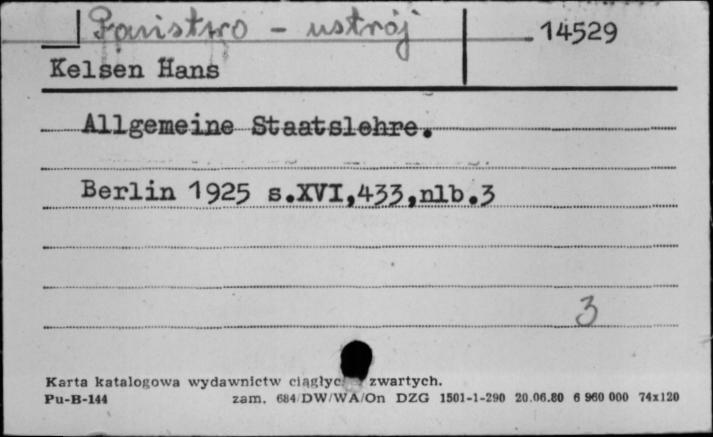 Państwo - ustrój
14529
Kelsen Hans
Allgemeine Staatslehre.
Berlin 1925 s.XVI,433,nlb.3
3
Karta katalogowa wydawnictw ciągłyc zwartych.
Pu-B-144 zam. 684/DW/WA/On DZG 1501-1-290 20.06.80 6 960 000 74x120